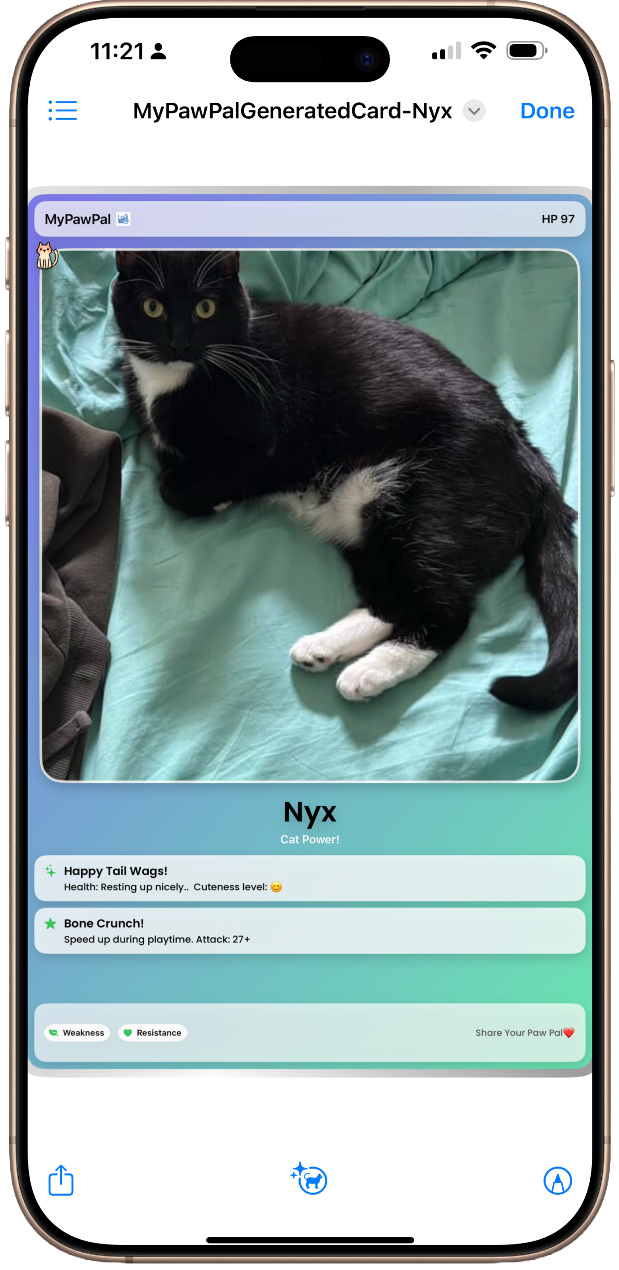 11:21
MyPawPalGeneratedCard-Nyx
Done
MyPawPal
HP 97
Nyx
Cat Power!
Happy Tail Wags!
Health: Resting up nicely.. Cuteness level: 😊
Bone Crunch!
Speed up during playtime. Attack: 27+
Weakness
Resistance
Share Your Paw Pal❤️